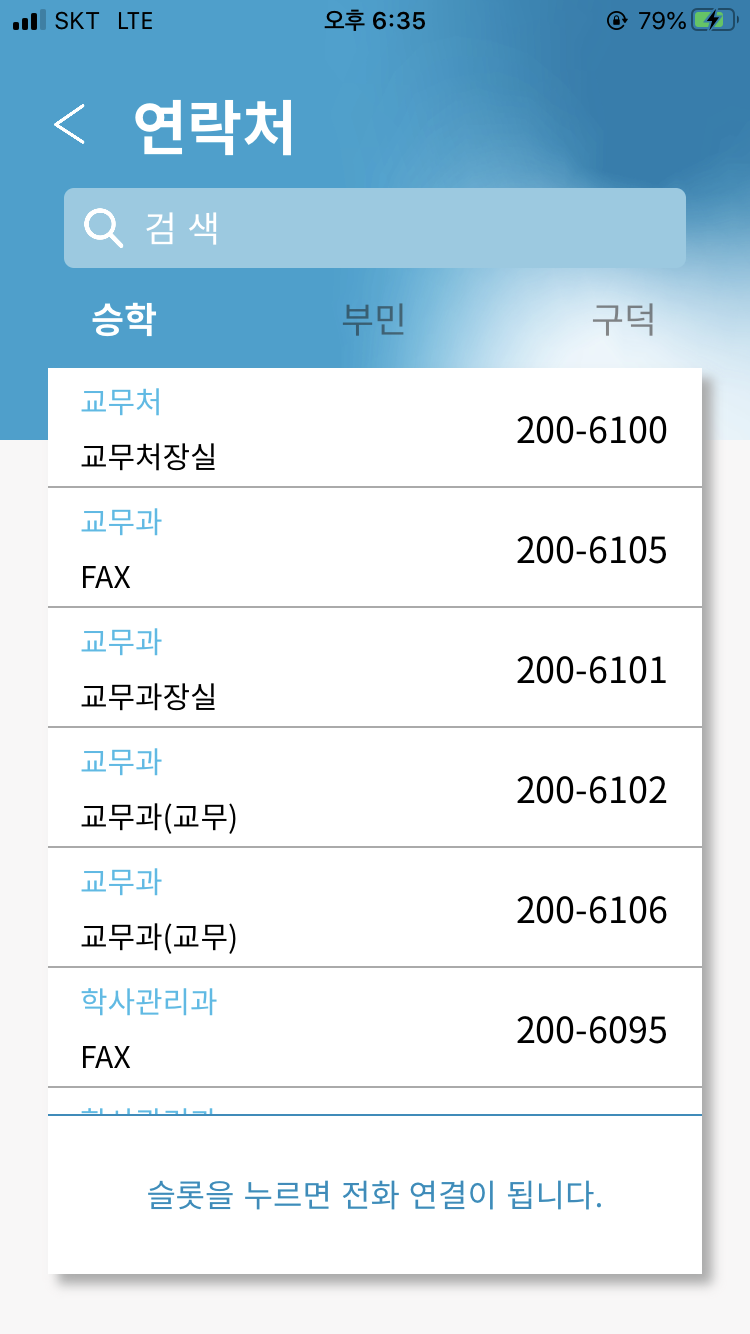 SKT LTE 오후 6:35 79%
연락처
검 색
승학 부민 구덕
교무처
교무처장실
200-6100
교무과
FAX
200-6105
교무과
교무과장실
200-6101
교무과
교무과(교무)
200-6102
교무과
교무과(교무)
200-6106
학사관리과
FAX
200-6095
슬롯을 누르면 전화 연결이 됩니다.